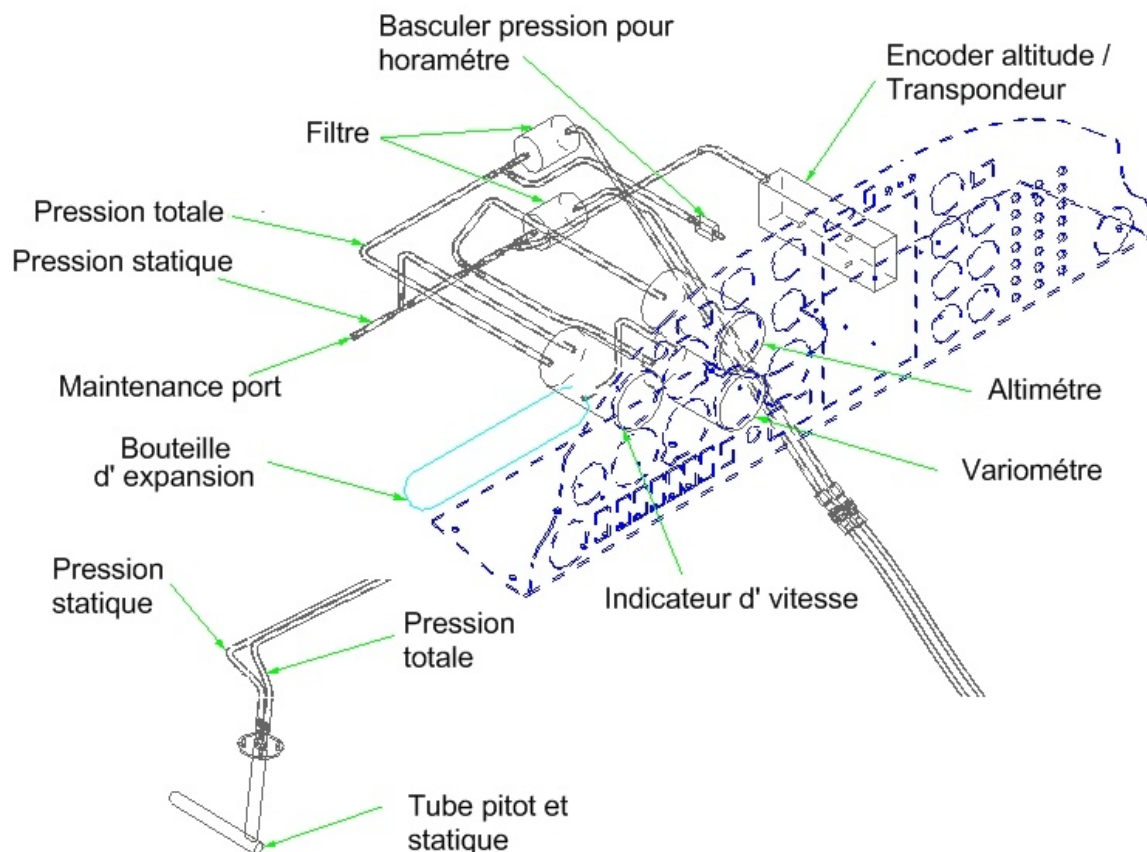 Basculer pression pour
horamétre
Encoder altitude /
Transpondeur
Filtre
Pression totale
Pression statique
Maintenance port
Altimétre
Bouteille
d' expansion
Variométre
Pression
statique
Indicateur d' vitesse
Pression
totale
Tube pitot et
statique